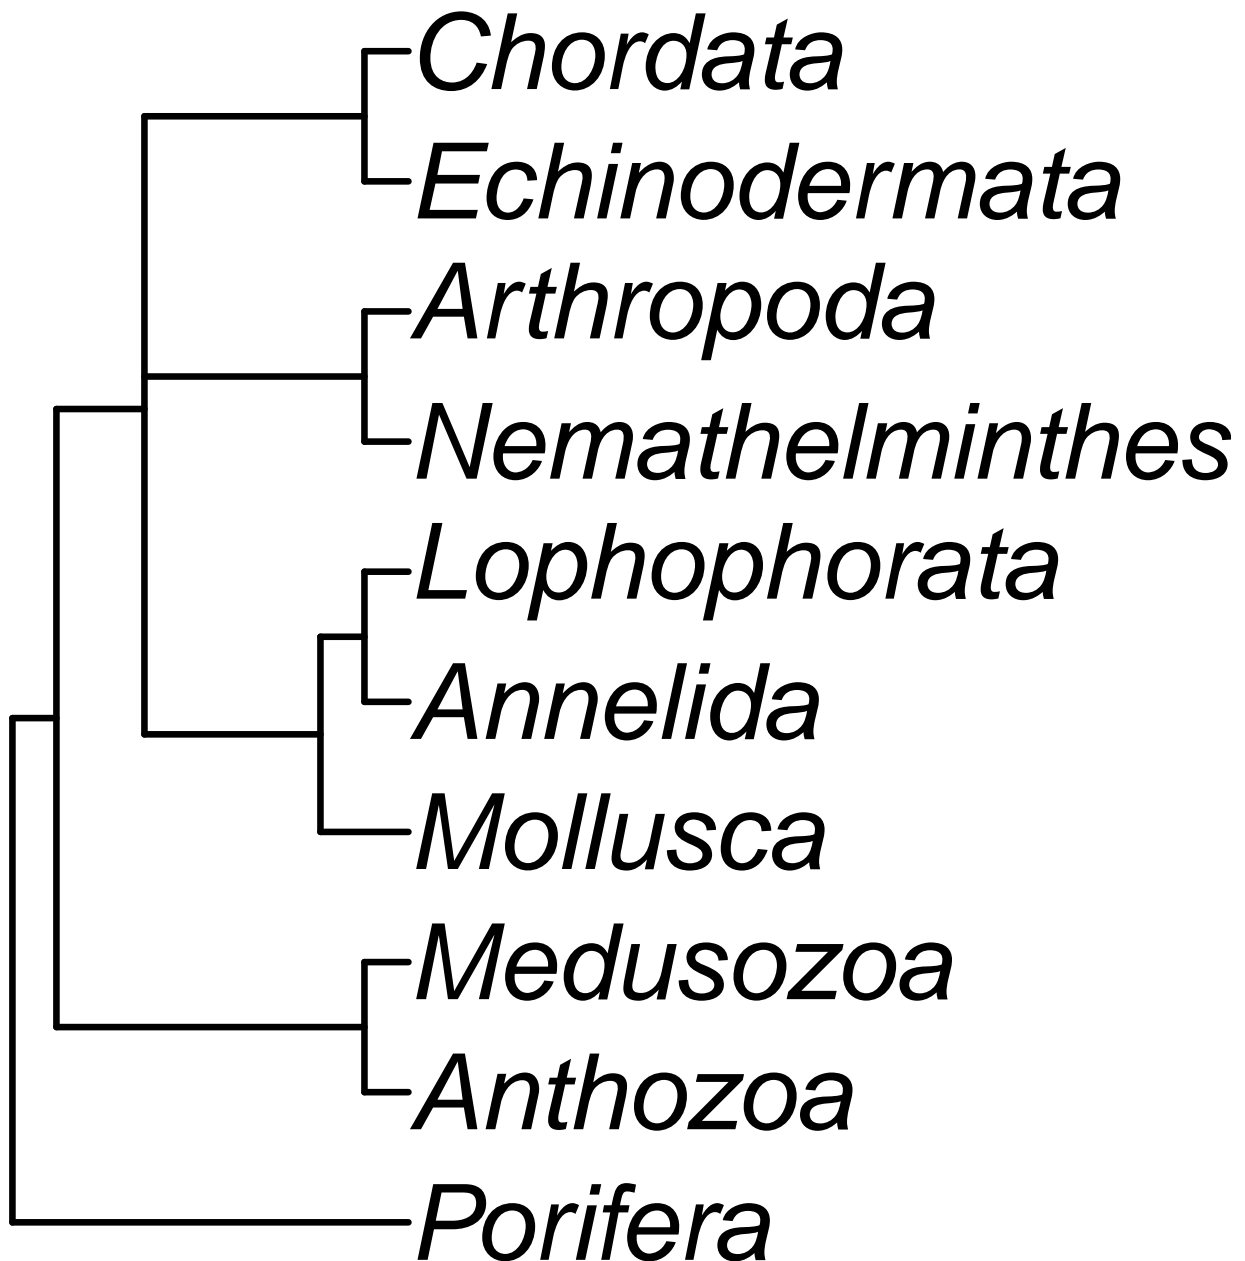 Chordata
Echinodermata
Arthropoda
Nemathelminthes
Lophophorata
Annelida
Mollusca
Medusozoa
Anthozoa
Porifera